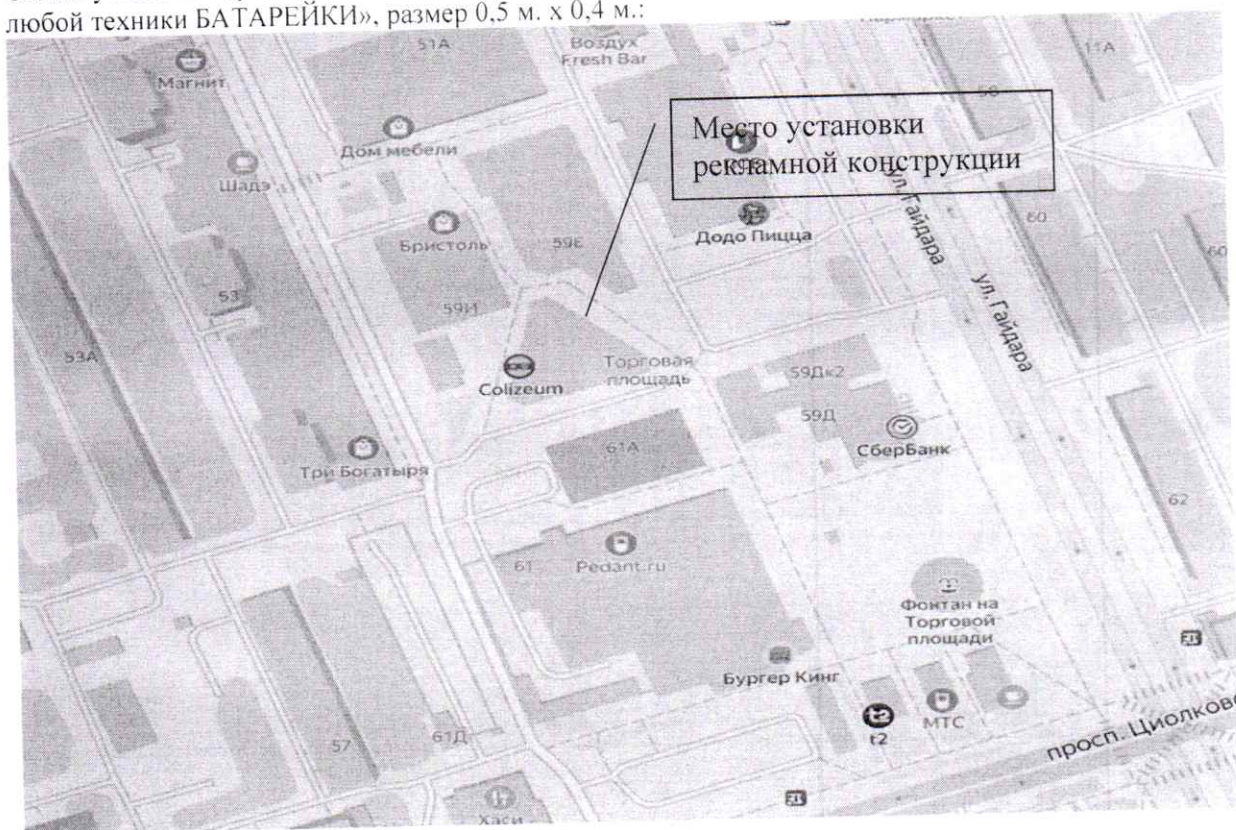 любой техники БАТАРЕЙКИ», размер 0,5 м. х 0,4 м.:
51А
Воздух
Fresh Bar
11А
Магнит
Место установки
рекламной конструкции
Дом мебели
Шадэ
Додо Пицца
ул. Гайдара
60
60
Бристоль
59Е
53
59И
ул. Гайдара
53А
Colizeum
Торговая
площадь
59Дк2
59Д
СберБанк
61А
Три Богатыря
62
61
Pedant.ru
Фонтан на
Торговой
площади
Бургер Кинг
57
61Д
t2
МТС
просп. Циолково
Хаси